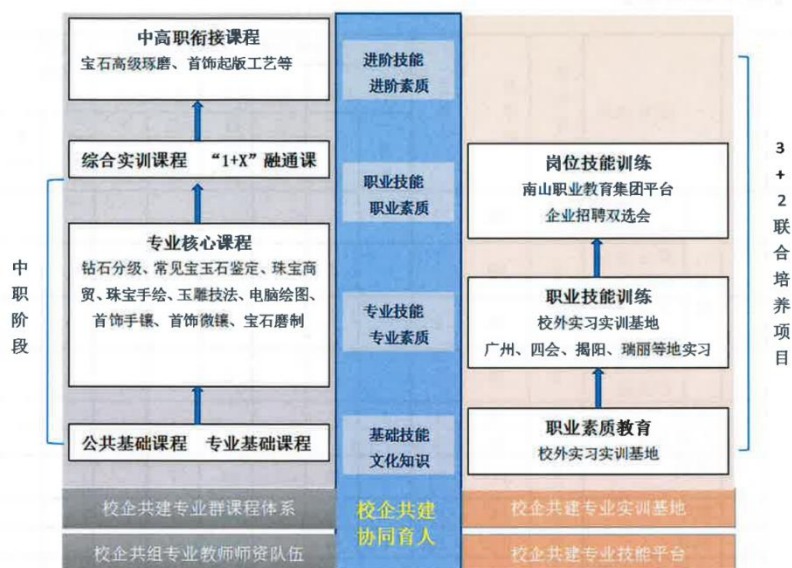 中高职衔接课程
宝石高级琢磨、首饰起版工艺等
综合实训课程 “1+X”融通课
专业核心课程
钻石分级、常见宝玉石鉴定、珠宝商
贸、珠宝手绘、玉雕技法、电脑绘图、
首饰手镶、首饰微镶、宝石磨制
公共基础课程 专业基础课程
中职阶段
校企共建专业群课程体系
校企共组专业教师师资队伍
进阶技能
进阶素质
职业技能
职业素质
专业技能
专业素质
基础技能
文化知识
校企共建
协同育人
岗位技能训练
南山职业教育集团平台
企业招聘双选会
职业技能训练
校外实习实训基地
广州、四会、揭阳、瑞丽等地实习
职业素质教育
校外实习实训基地
校企共建专业实训基地
校企共建专业技能平台
3+2联合培养项目